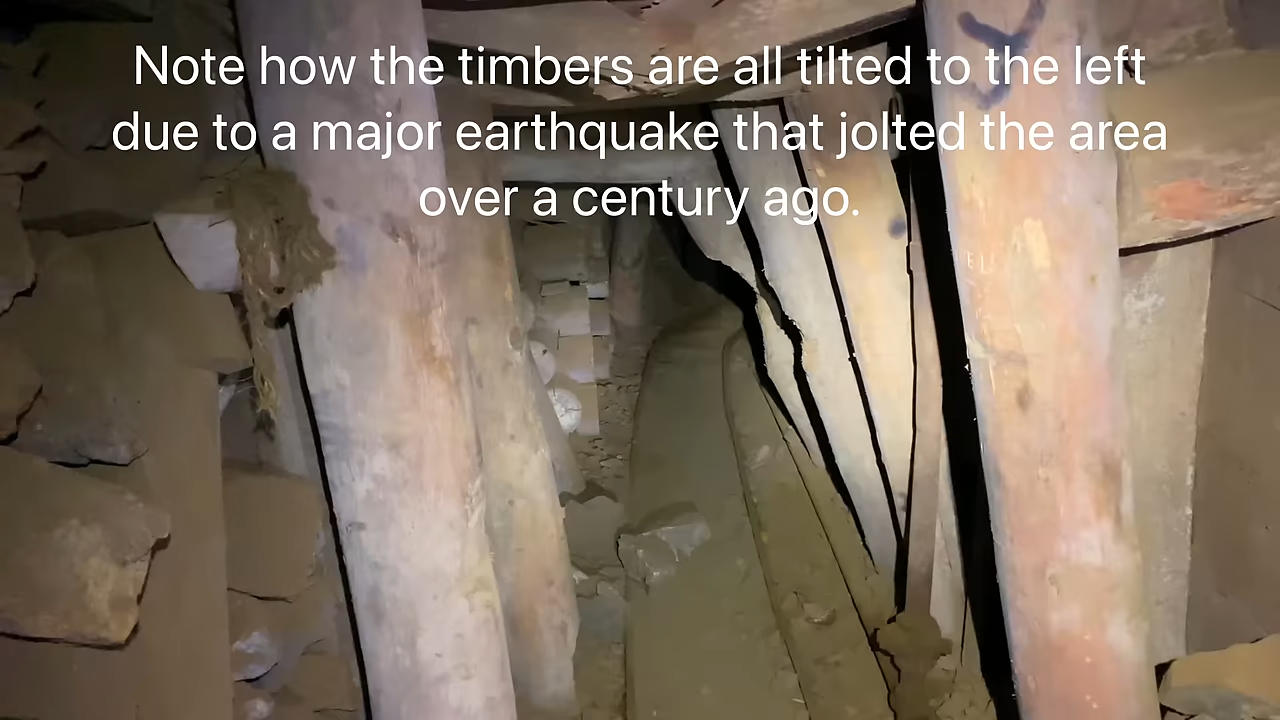 Note how the timbers are all tilted to the left
due to a major earthquake that jolted the area
over a century ago.